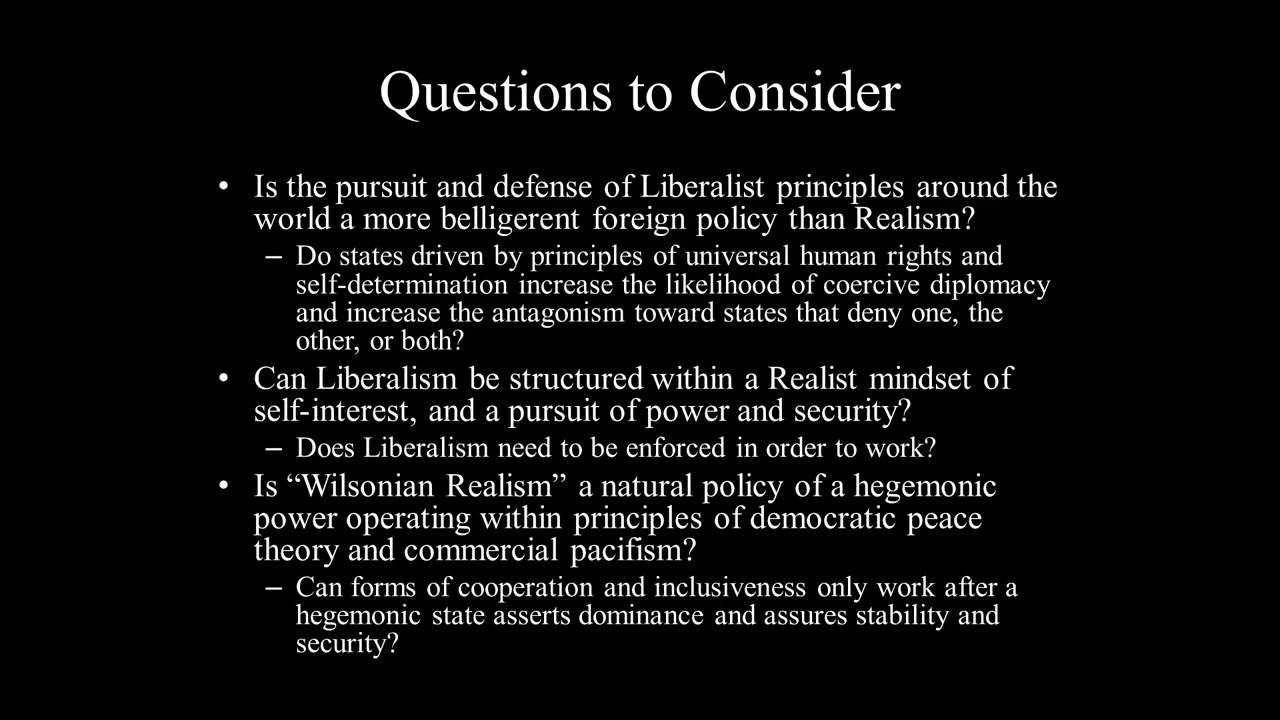 Questions to Consider
• Is the pursuit and defense of Liberalist principles around the
world a more belligerent foreign policy than Realism?
– Do states driven by principles of universal human rights and
self-determination increase the likelihood of coercive diplomacy
and increase the antagonism toward states that deny one, the
other, or both?
• Can Liberalism be structured within a Realist mindset of
self-interest, and a pursuit of power and security?
– Does Liberalism need to be enforced in order to work?
• Is “Wilsonian Realism” a natural policy of a hegemonic
power operating within principles of democratic peace
theory and commercial pacifism?
– Can forms of cooperation and inclusiveness only work after a
hegemonic state asserts dominance and assures stability and
security?